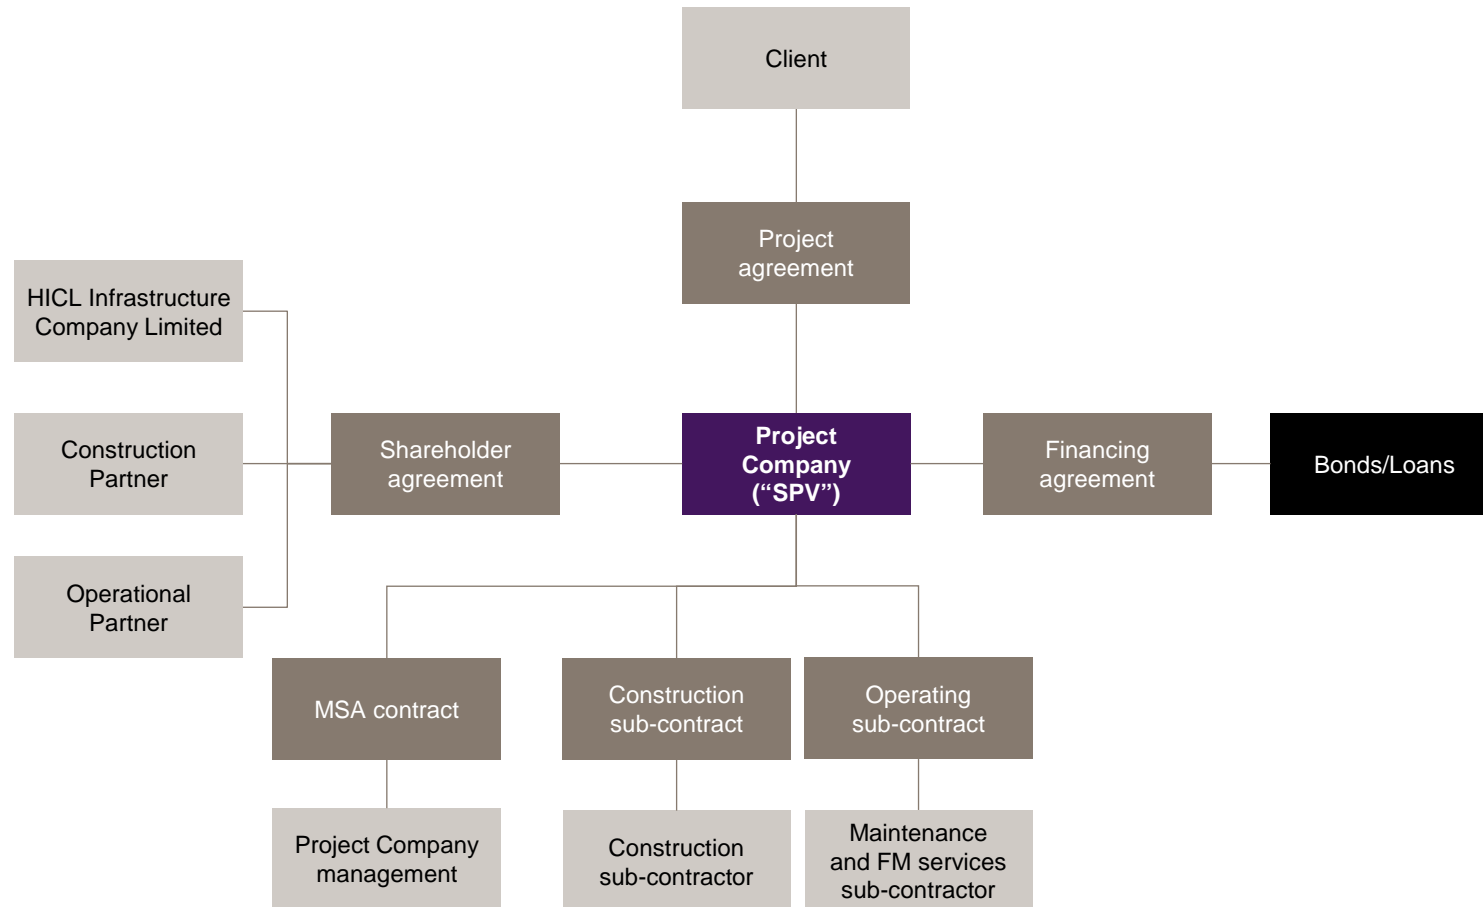 Client
Project
agreement
HICL Infrastructure
Company Limited
Construction
Partner
Operational
Partner
Shareholder
agreement
Project
Company
(“SPV”)
Financing
agreement
Bonds/Loans
MSA contract
Construction
sub-contract
Operating
sub-contract
Project Company
management
Construction
sub-contractor
Maintenance
and FM services
sub-contractor